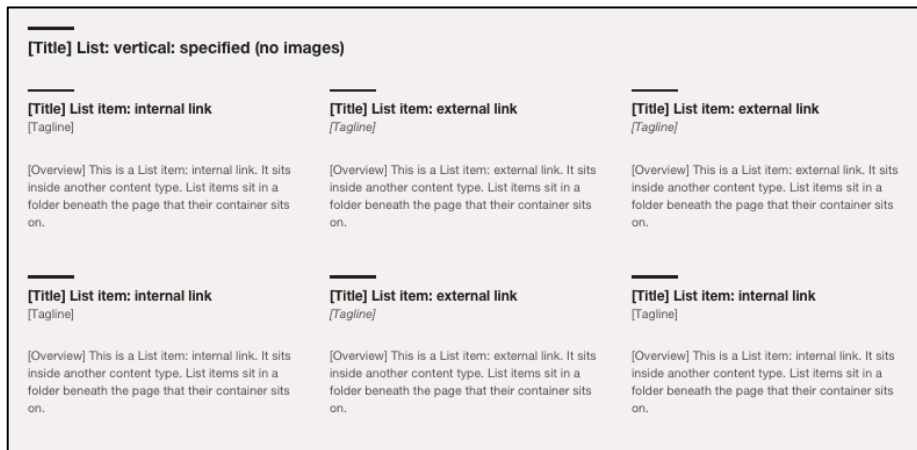 [Title] List: vertical: specified (no images)
[Title] List item: internal link
[Tagline]
[Overview] This is a List item: internal link. It sits
inside another content type. List items sit in a
folder beneath the page that their container sits
on.
[Title] List item: external link
[Tagline]
[Overview] This is a List item: external link. It sits
inside another content type. List items sit in a
folder beneath the page that their container sits
on.
[Title] List item: external link
[Tagline]
[Overview] This is a List item: external link. It sits
inside another content type. List items sit in a
folder beneath the page that their container sits
on.
[Title] List item: internal link
[Tagline]
[Overview] This is a List item: internal link. It sits
inside another content type. List items sit in a
folder beneath the page that their container sits
on.
[Title] List item: external link
[Tagline]
[Overview] This is a List item: external link. It sits
inside another content type. List items sit in a
folder beneath the page that their container sits
on.
[Title] List item: internal link
[Tagline]
[Overview] This is a List item: internal link. It sits
inside another content type. List items sit in a
folder beneath the page that their container sits
on.